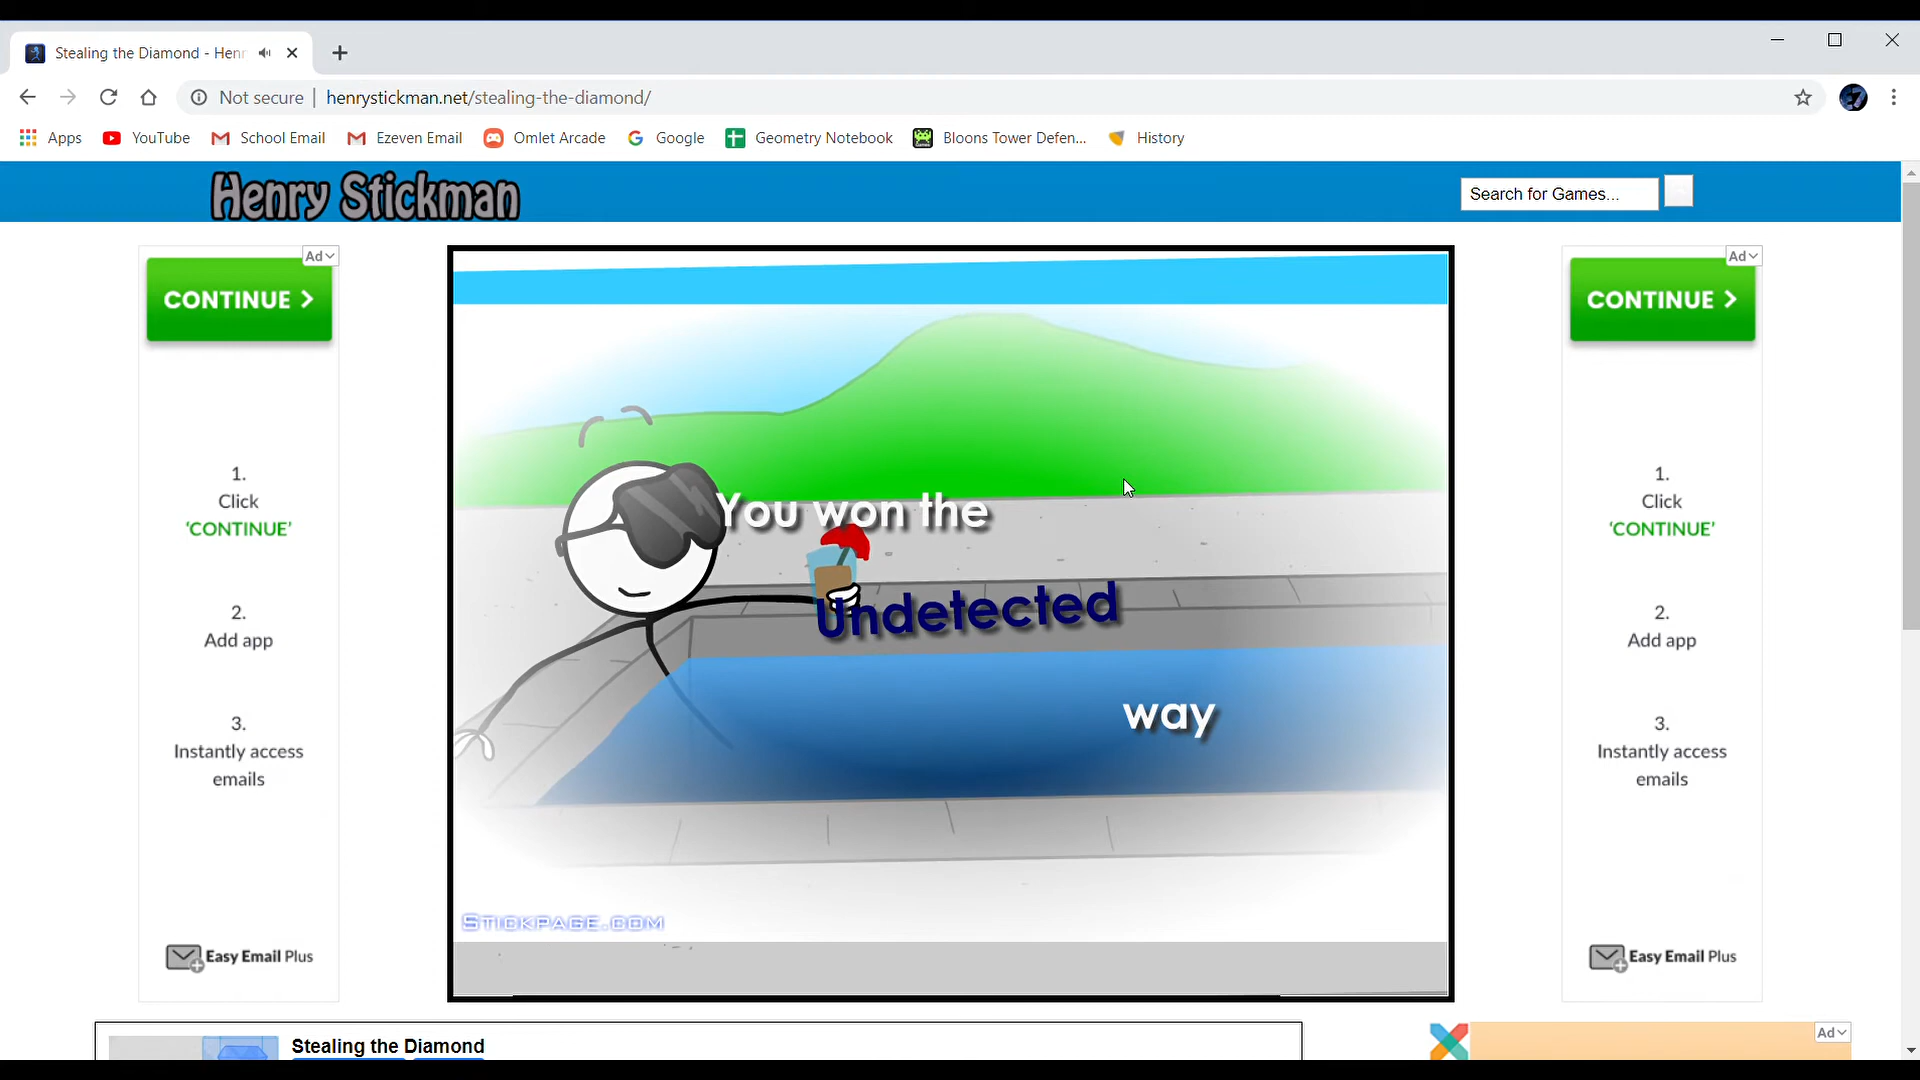 Stealing the Diamond - Henr
Not secure henrystickman.net/stealing-the-diamond/
Apps YouTube School Email Ezeven Email Omlet Arcade Google Geometry Notebook Bloons Tower Defen... History
Henry Stickman
Search for Games...
Ad
CONTINUE >
1.
Click
'CONTINUE'
2.
Add app
3.
Instantly access
emails
Easy Email Plus
You won the
Undetected
way
STICKPAGE.COM
Ad
CONTINUE >
1.
Click
'CONTINUE'
2.
Add app
3.
Instantly access
emails
Easy Email Plus
Stealing the Diamond
Ad